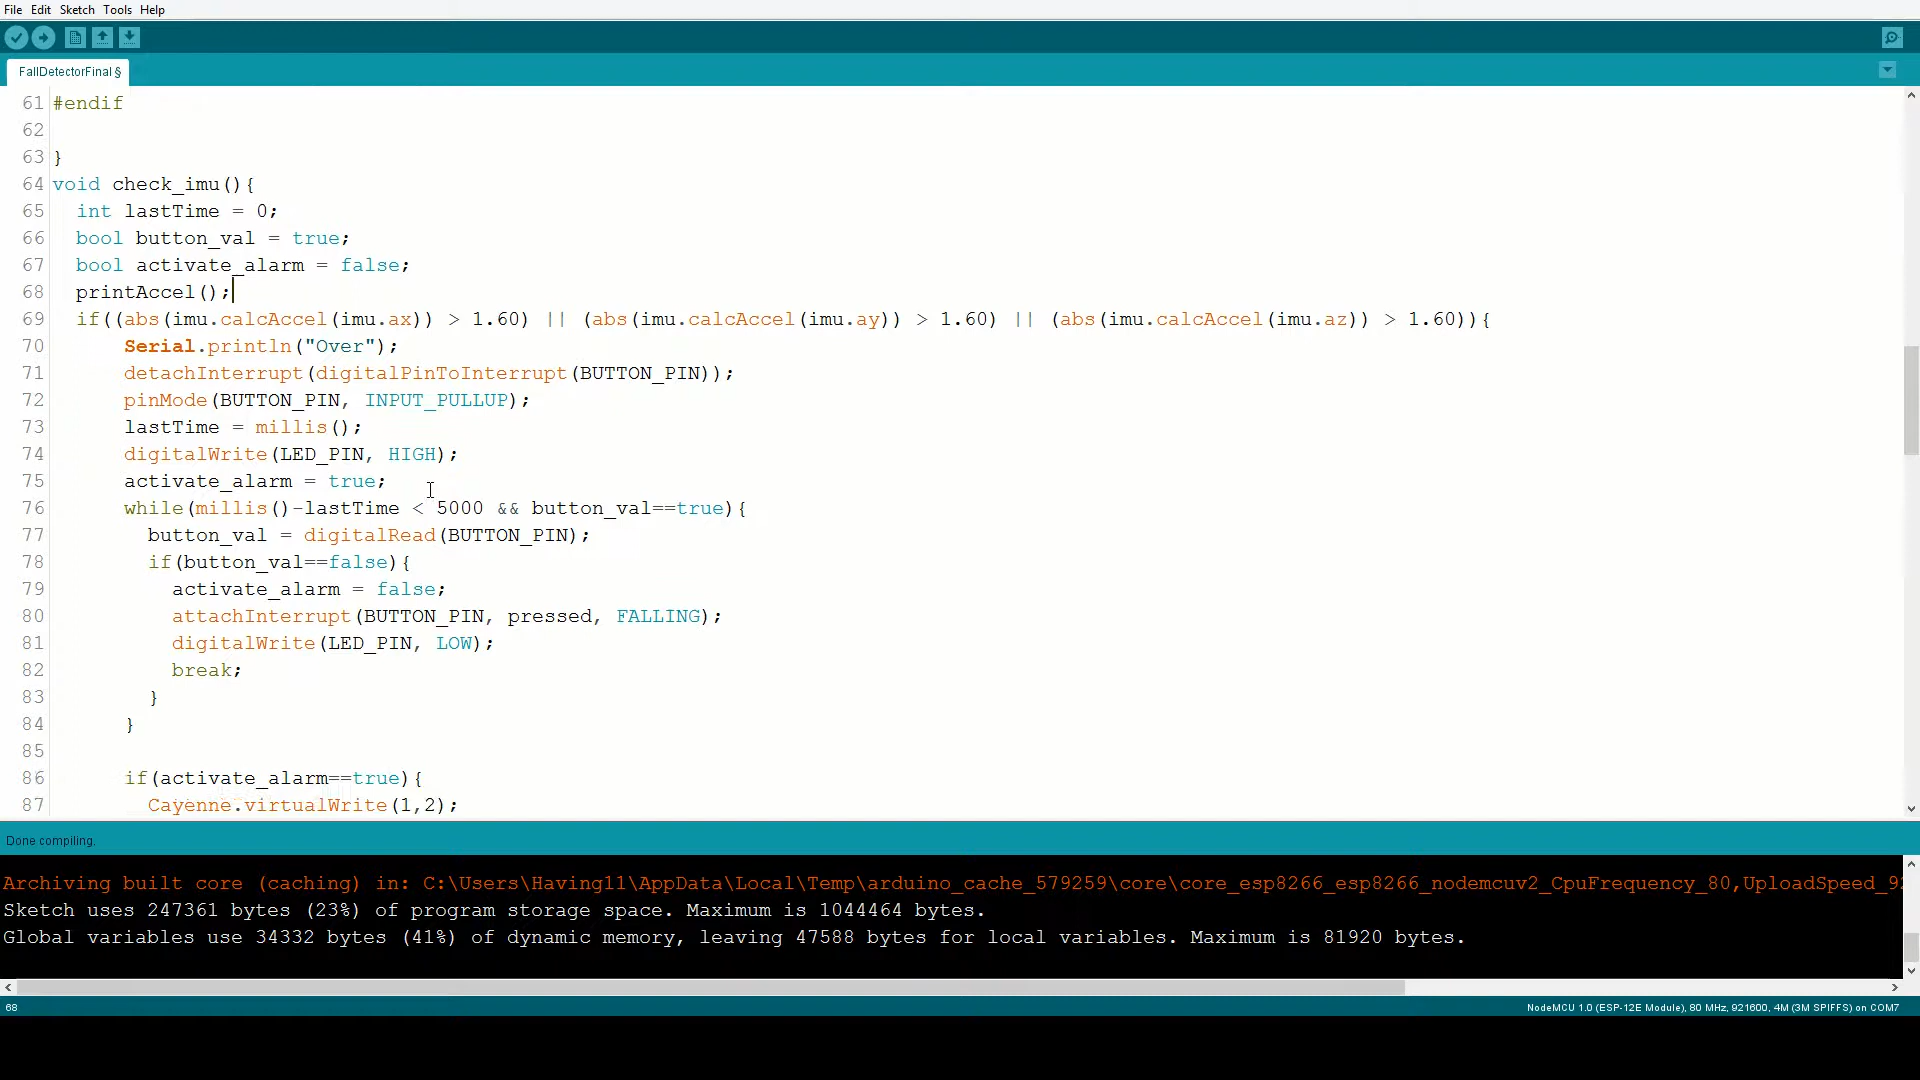 File Edit Sketch Tools Help
FallDetectorFinal §
61 #endif
62
63 }
64 void check_imu(){
65 int lastTime = 0;
66 bool button_val = true;
67 bool activate_alarm = false;
68 printAccel();
69 if((abs(imu.calcAccel(imu.ax)) > 1.60) || (abs(imu.calcAccel(imu.ay)) > 1.60) || (abs(imu.calcAccel(imu.az)) > 1.60)){
70 Serial.println("Over");
71 detachInterrupt(digitalPinToInterrupt(BUTTON_PIN));
72 pinMode(BUTTON_PIN, INPUT_PULLUP);
73 lastTime = millis();
74 digitalWrite(LED_PIN, HIGH);
75 activate_alarm = true;
76 while(millis()-lastTime < 5000 && button_val==true){
77 button_val = digitalRead(BUTTON_PIN);
78 if(button_val==false){
79 activate_alarm = false;
80 attachInterrupt(BUTTON_PIN, pressed, FALLING);
81 digitalWrite(LED_PIN, LOW);
82 break;
83 }
84 }
85
86 if(activate_alarm==true){
87 Cayenne.virtualWrite(1,2);
Done compiling.
Archiving built core (caching) in: C:\Users\Having11\AppData\Local\Temp\arduino_cache_579259\core\core_esp8266_esp8266_nodemcuv2_CpuFrequency_80,UploadSpeed_92
Sketch uses 247361 bytes (23%) of program storage space. Maximum is 1044464 bytes.
Global variables use 34332 bytes (41%) of dynamic memory, leaving 47588 bytes for local variables. Maximum is 81920 bytes.
68 NodeMCU 1.0 (ESP-12E Module), 80 MHz, 921600, 4M (3M SPIFFS) on COM7